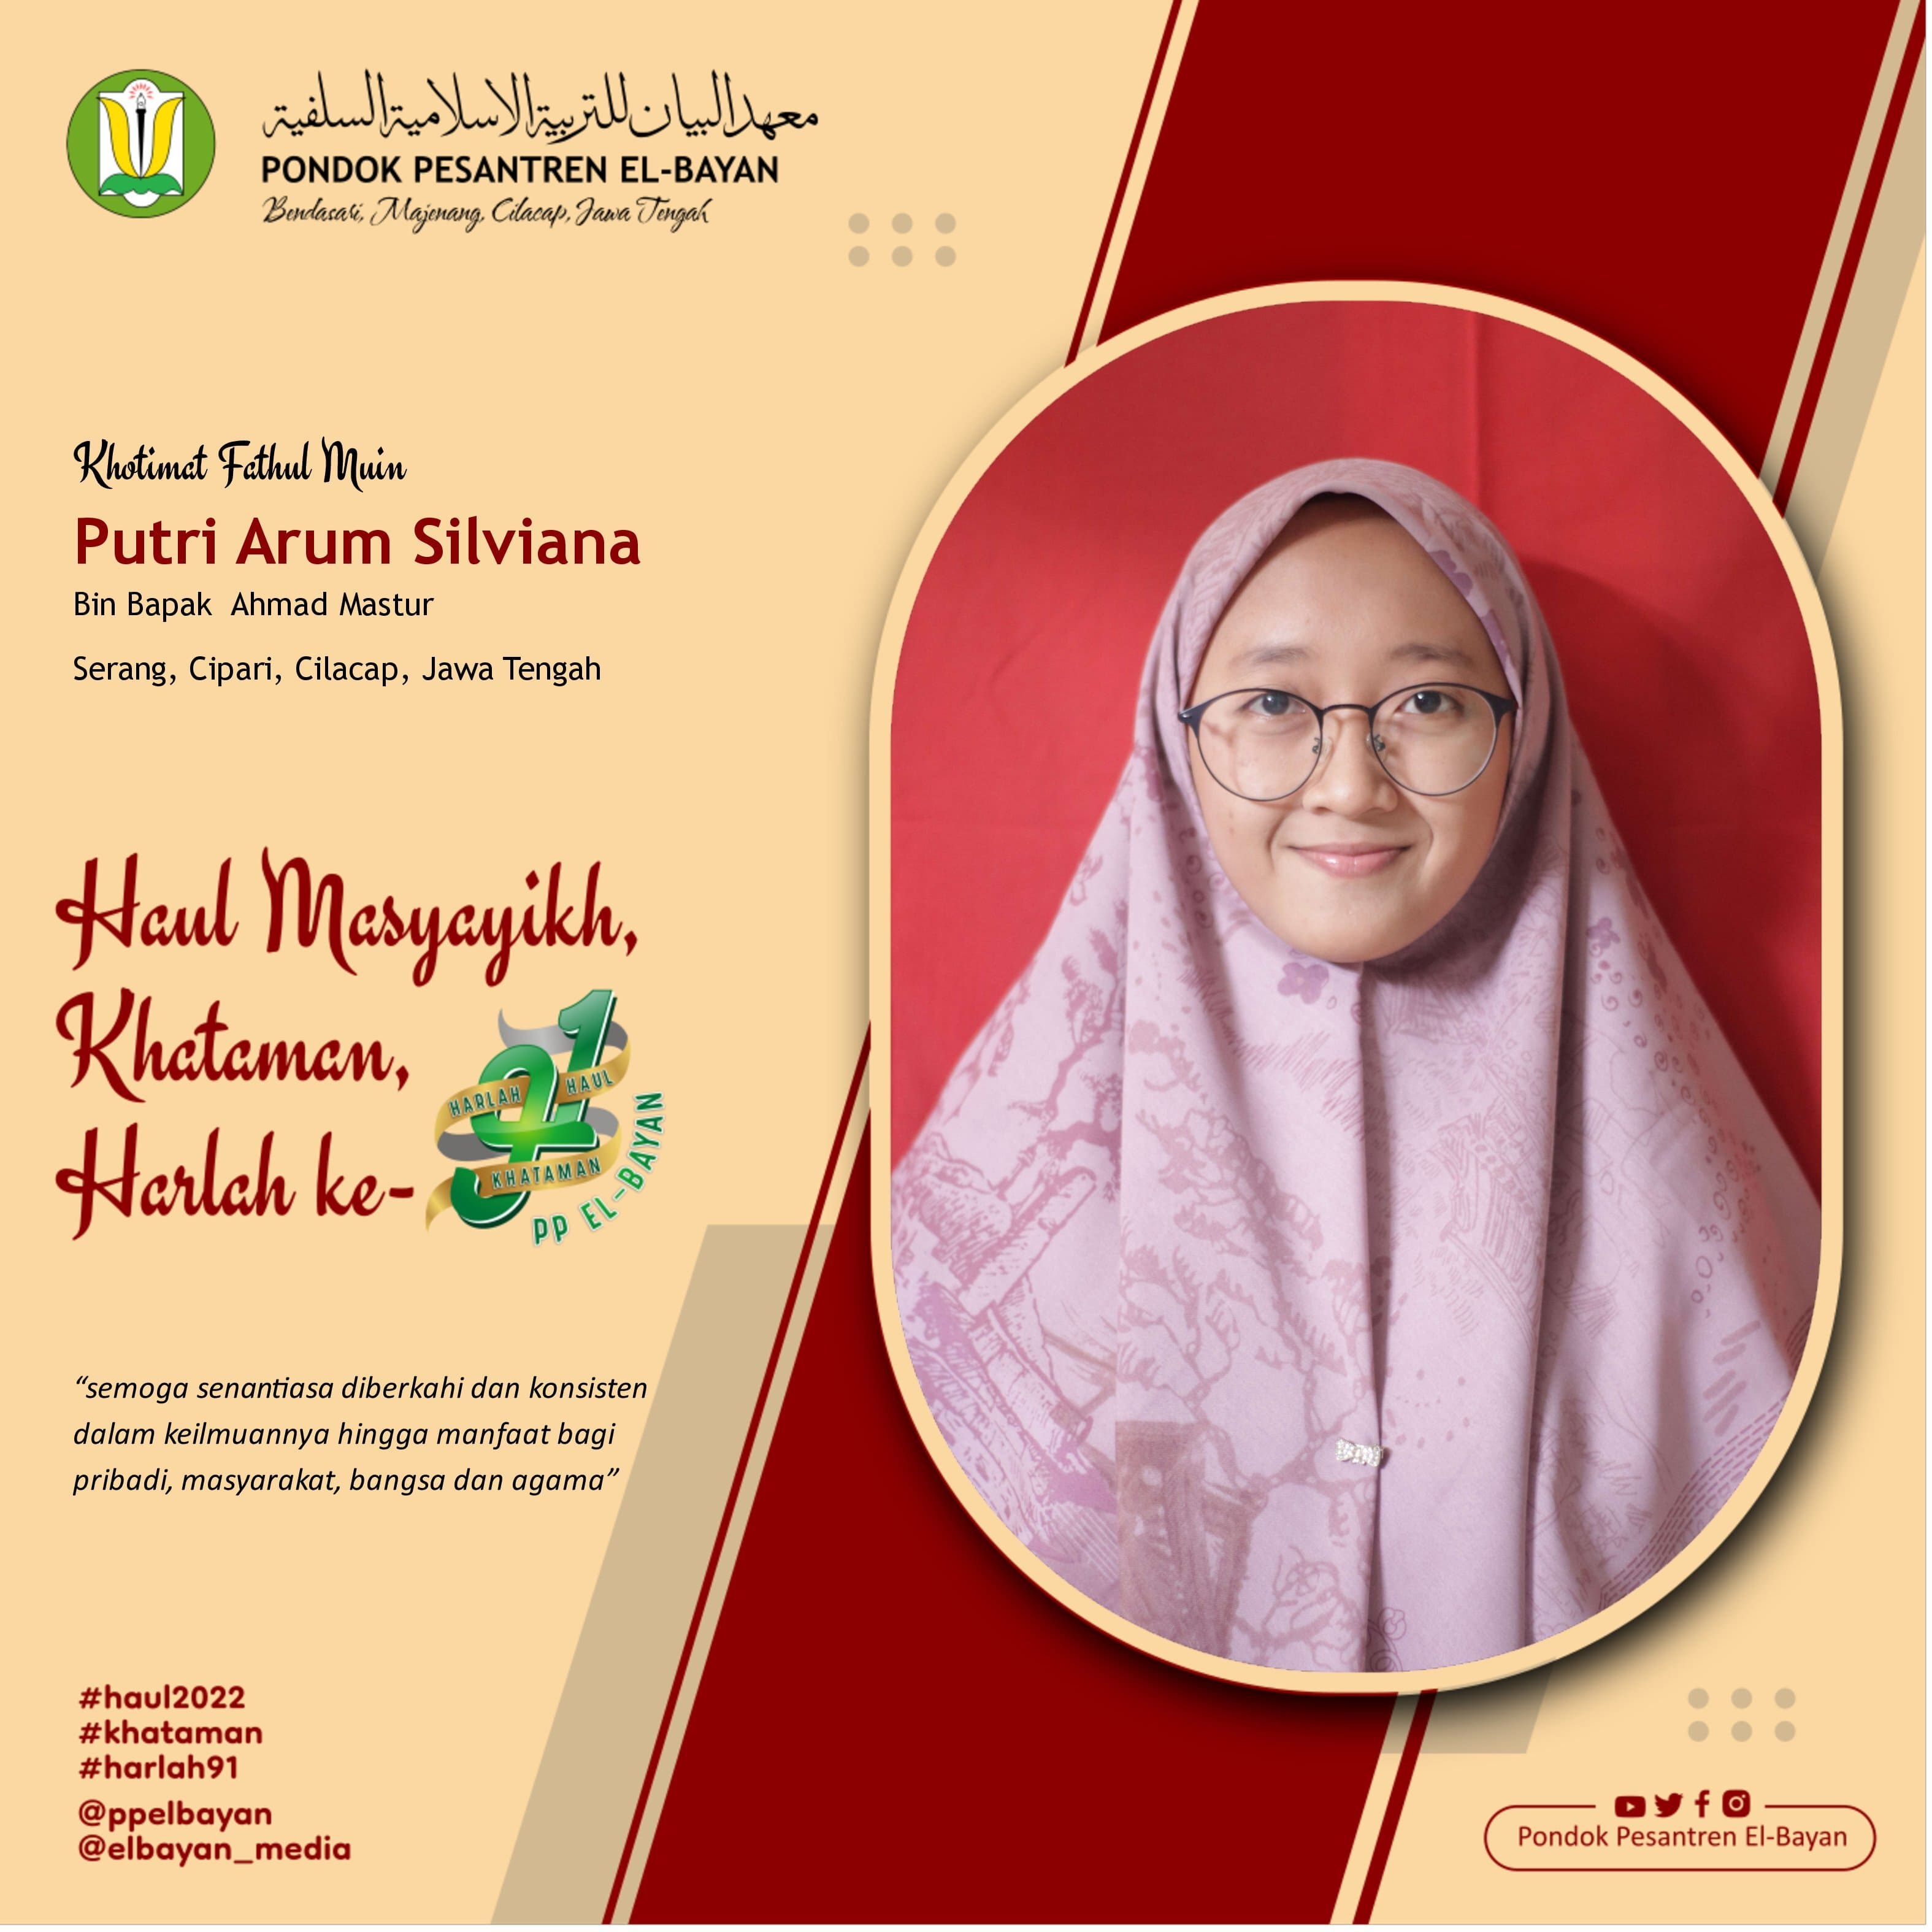 معهد البيان للتربية الاسلامية السلفية
PONDOK PESANTREN EL-BAYAN
Bendasari, Majenang, Cilacap, Jawa Tengah
Khotimat Fathul Muin
Putri Arum Silviana
Bin Bapak  Ahmad Mastur
Serang, Cipari, Cilacap, Jawa Tengah
Haul Masyayikh,
Khataman,
Harlah ke-
91
HARLAH HAUL
KHATAMAN
PP EL-BAYAN
“semoga senantiasa diberkahi dan konsisten
dalam keilmuannya hingga manfaat bagi
pribadi, masyarakat, bangsa dan agama”
#haul2022
#khataman
#harlah91
@ppelbayan
@elbayan_media
Pondok Pesantren El-Bayan